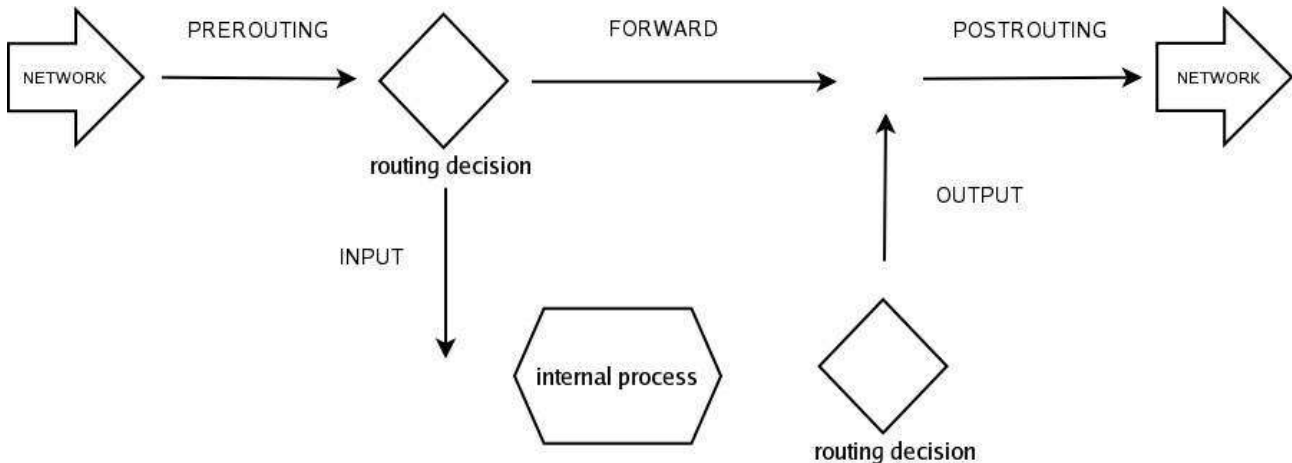 PREROUTING
FORWARD
POSTROUTING
NETWORK
NETWORK
routing decision
OUTPUT
INPUT
internal process
routing decision